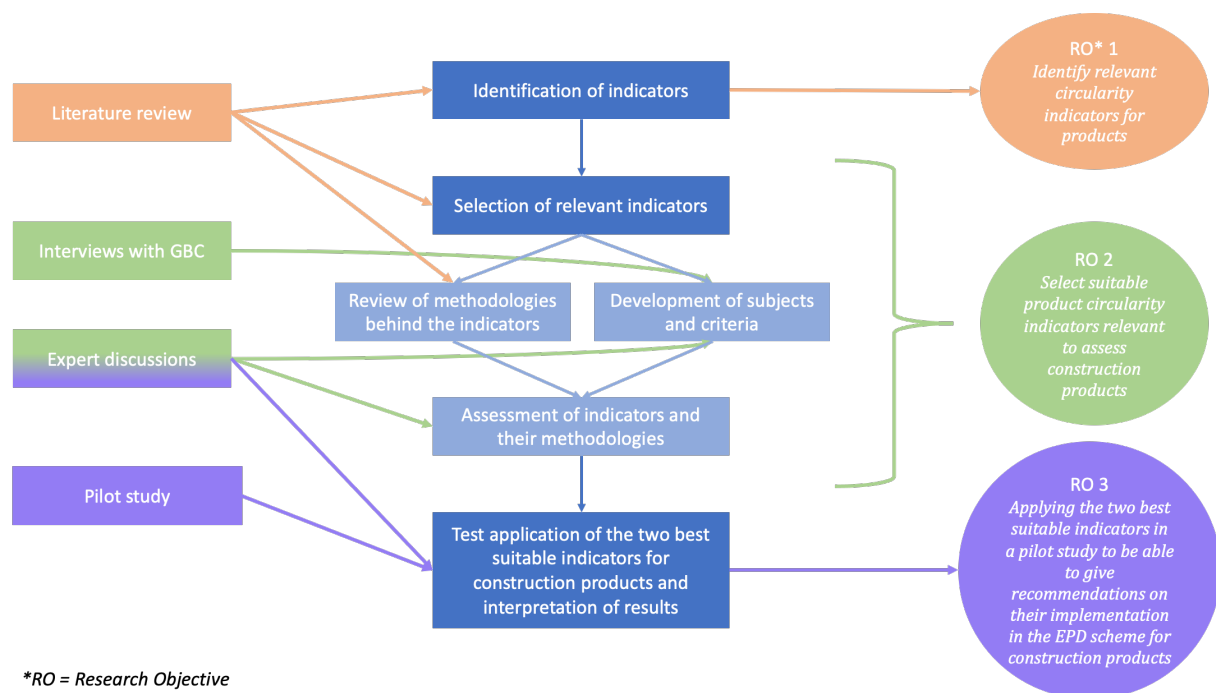 Literature review
Interviews with GBC
Expert discussions
Pilot study
Identification of indicators
Selection of relevant indicators
Review of methodologies
behind the indicators
Development of subjects
and criteria
Assessment of indicators and
their methodologies
Test application of the two best
suitable indicators for
construction products and
interpretation of results
RO* 1
Identify relevant
circularity
indicators for
products
RO 2
Select suitable
product circularity
indicators relevant
to assess
construction
products
RO 3
Applying the two best
suitable indicators in
a pilot study to be able
to give
recommendations on
their implementation
in the EPD scheme for
construction products
*RO = Research Objective